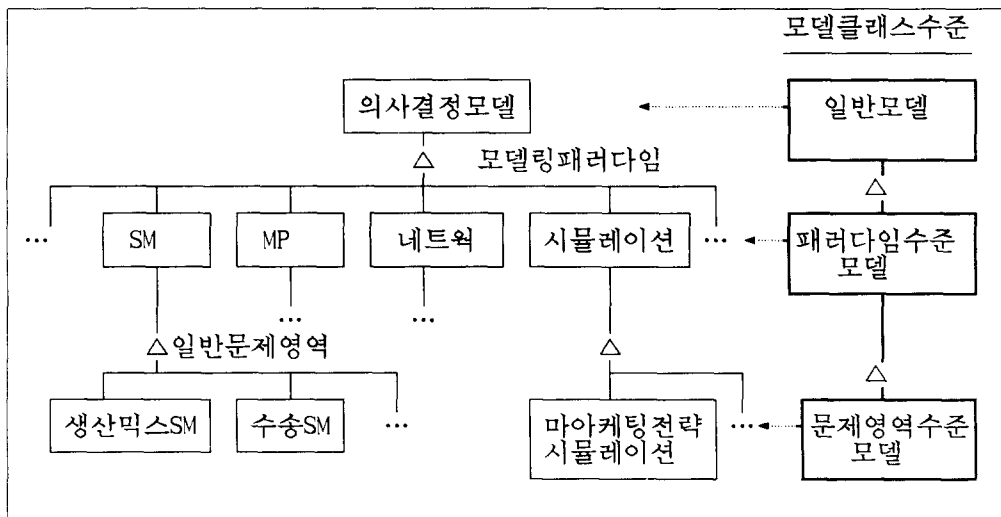 모델클래스수준
의사결정모델
일반모델
모델링패러다임
...
SM
MP
네트웍
시뮬레이션
...
패러다임수준
모델
...
...
일반문제영역
생산믹스SM
수송SM
...
마아케팅전략
시뮬레이션
...
문제영역수준
모델